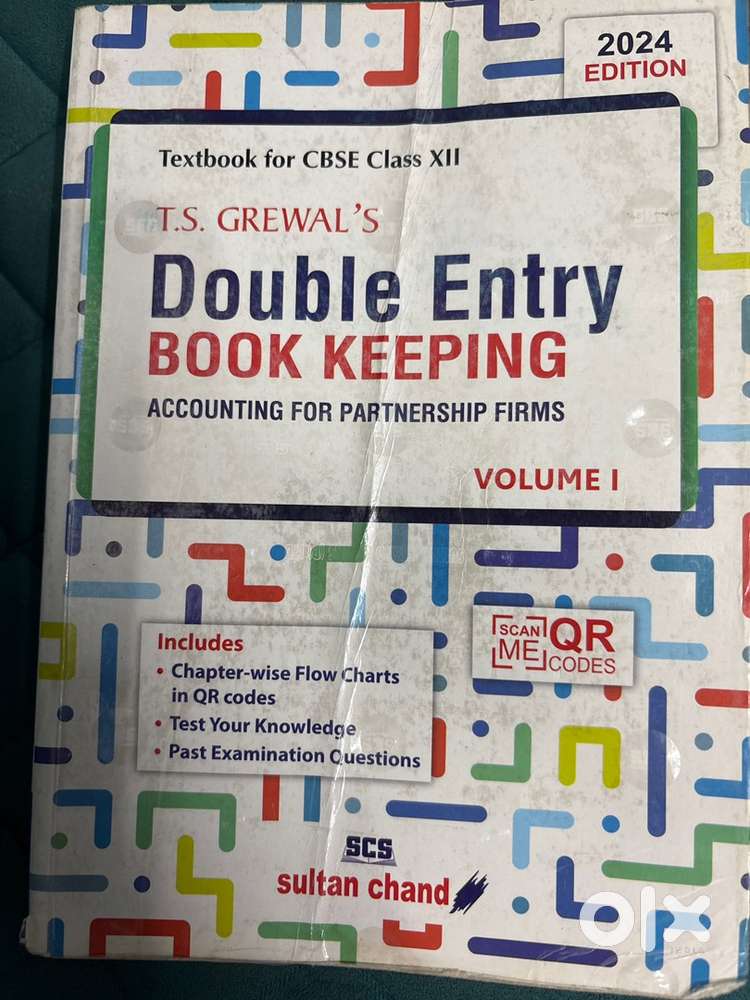 2024
EDITION
Textbook for CBSE Class XII
T.S. GREWAL'S
Double Entry
BOOK KEEPING
ACCOUNTING FOR PARTNERSHIP FIRMS
VOLUME I
SCAN
ME
QR
CODES
Includes
• Chapter-wise Flow Charts
in QR codes
• Test Your Knowledge
• Past Examination Questions
SCS
sultan chand
olx
INDIA